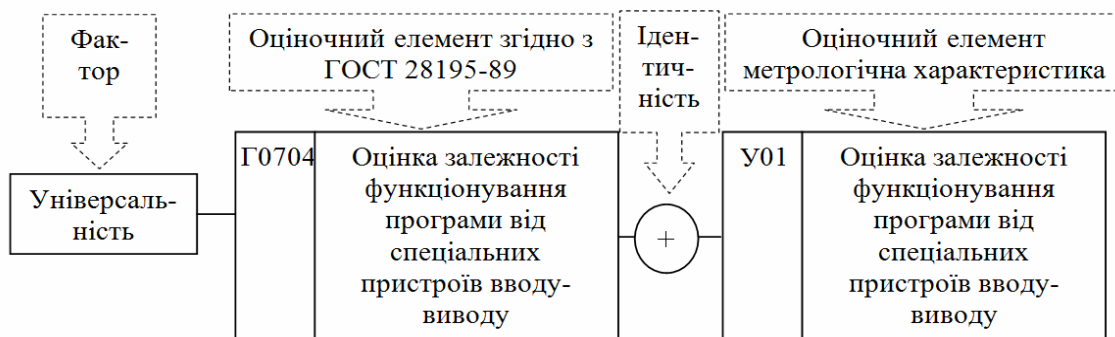 Фак-
тор
Оціночний елемент згідно з
ГОСТ 28195-89
Іден-
тич-
ність
Оціночний елемент
метрологічна характеристика
Універсаль-
ність
Г0704
Оцінка залежності
функціонування
програми від
спеціальних
пристроїв вводу-
виводу
+
У01
Оцінка залежності
функціонування
програми від
спеціальних
пристроїв вводу-
виводу